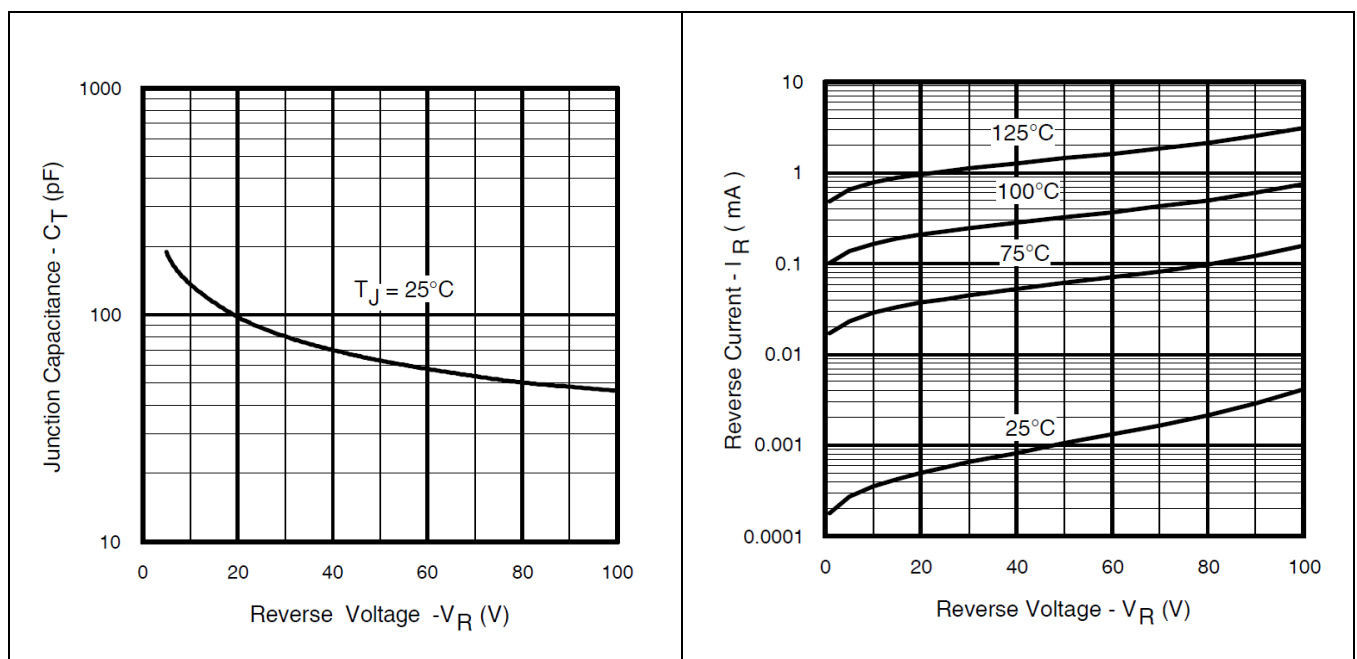 1000
100
10
Junction Capacitance - CT (pF)
TJ = 25°C
0 20 40 60 80 100
Reverse Voltage -VR (V)
10
1
0.1
0.01
0.001
0.0001
Reverse Current - IR ( mA )
125°C
100°C
75°C
25°C
0 20 40 60 80 100
Reverse Voltage - VR (V)